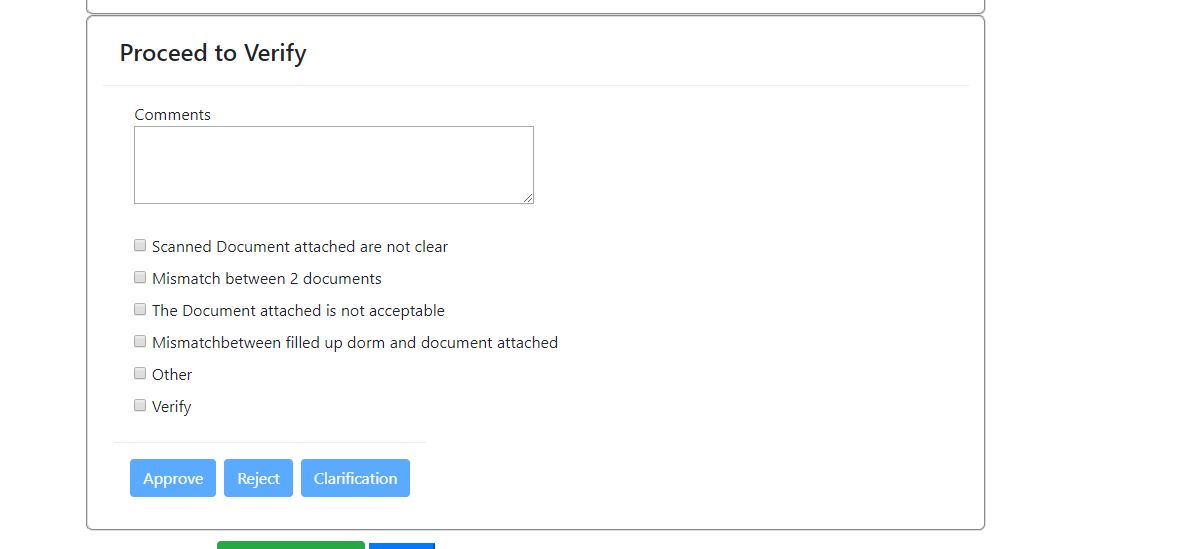 Proceed to Verify
Comments
Scanned Document attached are not clear
Mismatch between 2 documents
The Document attached is not acceptable
Mismatchbetween filled up dorm and document attached
Other
Verify
Approve Reject Clarification